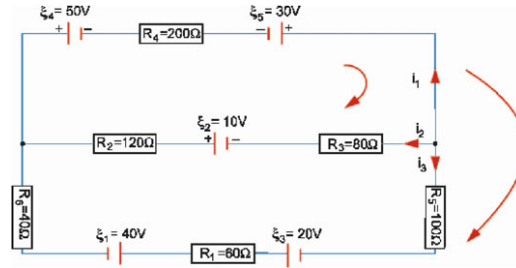 ξ₄= 50V
ξ₅= 30V
+ − − +
R₄=200Ω
i₁
ξ₂= 10V
i₂
+ −
R₂=120Ω
R₃=80Ω
i₃
R₆=40Ω
R₅=100Ω
ξ₁= 40V
ξ₃= 20V
R₁=60Ω